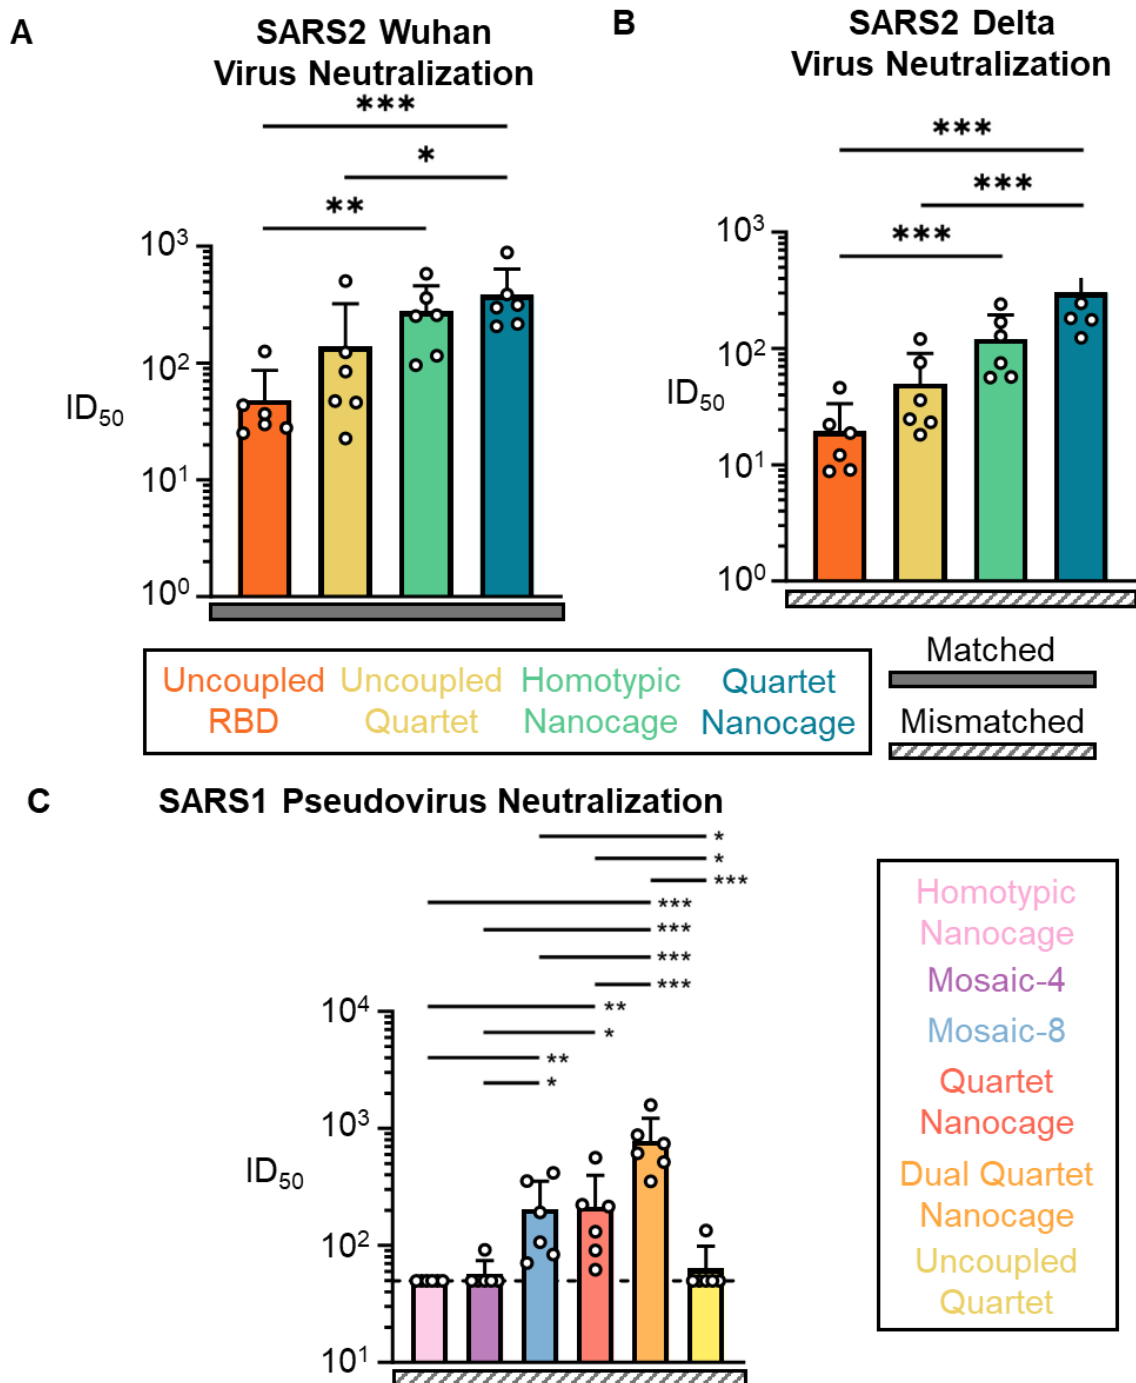 A
SARS2 Wuhan
Virus Neutralization
***
*
**
10³
10²
ID₅₀
10¹
10⁰
B
SARS2 Delta
Virus Neutralization
***
***
***
10³
10²
ID₅₀
10¹
10⁰
Uncoupled
RBD
Uncoupled
Quartet
Homotypic
Nanocage
Quartet
Nanocage
Matched
Mismatched
C
SARS1 Pseudovirus Neutralization
*
*
***
***
***
***
***
**
*
**
*
10⁴
10³
ID₅₀
10²
10¹
Homotypic
Nanocage
Mosaic-4
Mosaic-8
Quartet
Nanocage
Dual Quartet
Nanocage
Uncoupled
Quartet